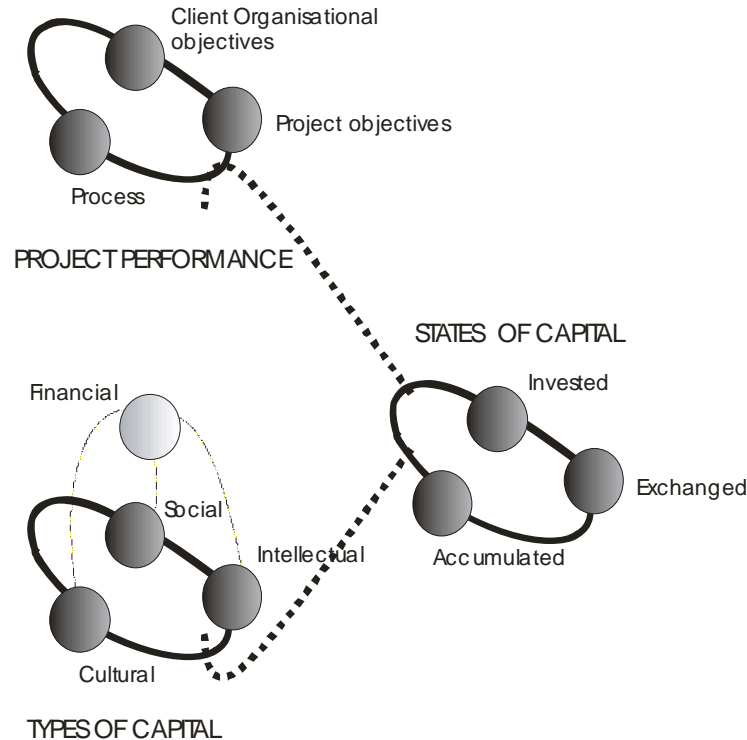 Client Organisational
objectives
Project objectives
Process
PROJECT PERFORMANCE
STATES OF CAPITAL
Financial
Invested
Social
Exchanged
Intellectual
Accumulated
Cultural
TYPES OF CAPITAL